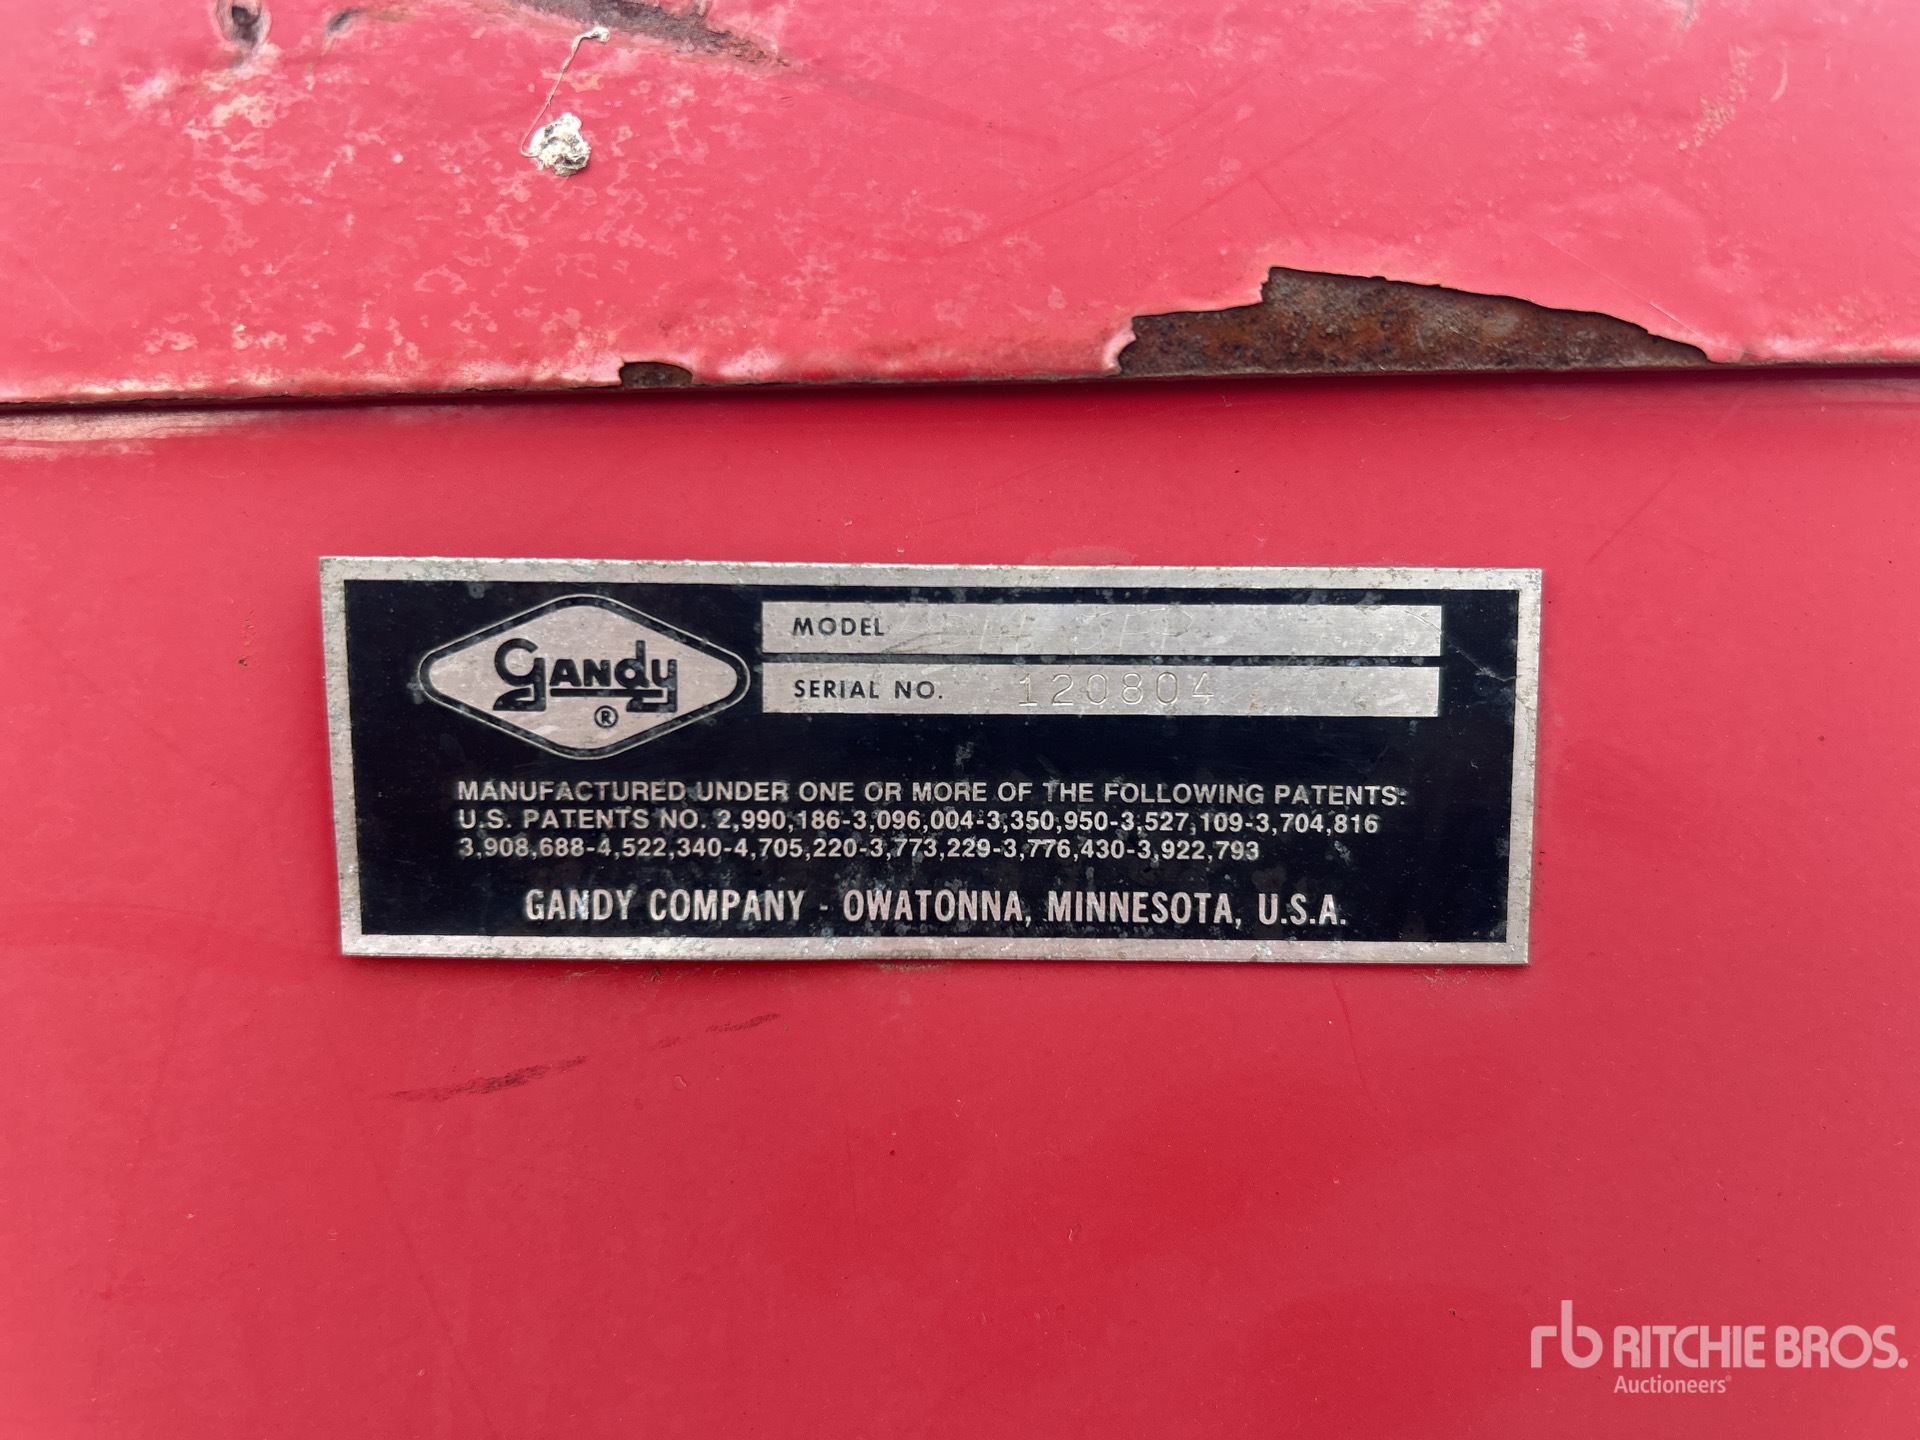 gandy
®
MODEL
SERIAL NO. 120804
MANUFACTURED UNDER ONE OR MORE OF THE FOLLOWING PATENTS:
U.S. PATENTS NO. 2,990,186-3,096,004-3,350,950-3,527,109-3,704,816
3,908,688-4,522,340-4,705,220-3,773,229-3,776,430-3,922,793
GANDY COMPANY - OWATONNA, MINNESOTA, U.S.A.
rb RITCHIE BROS.
Auctioneers